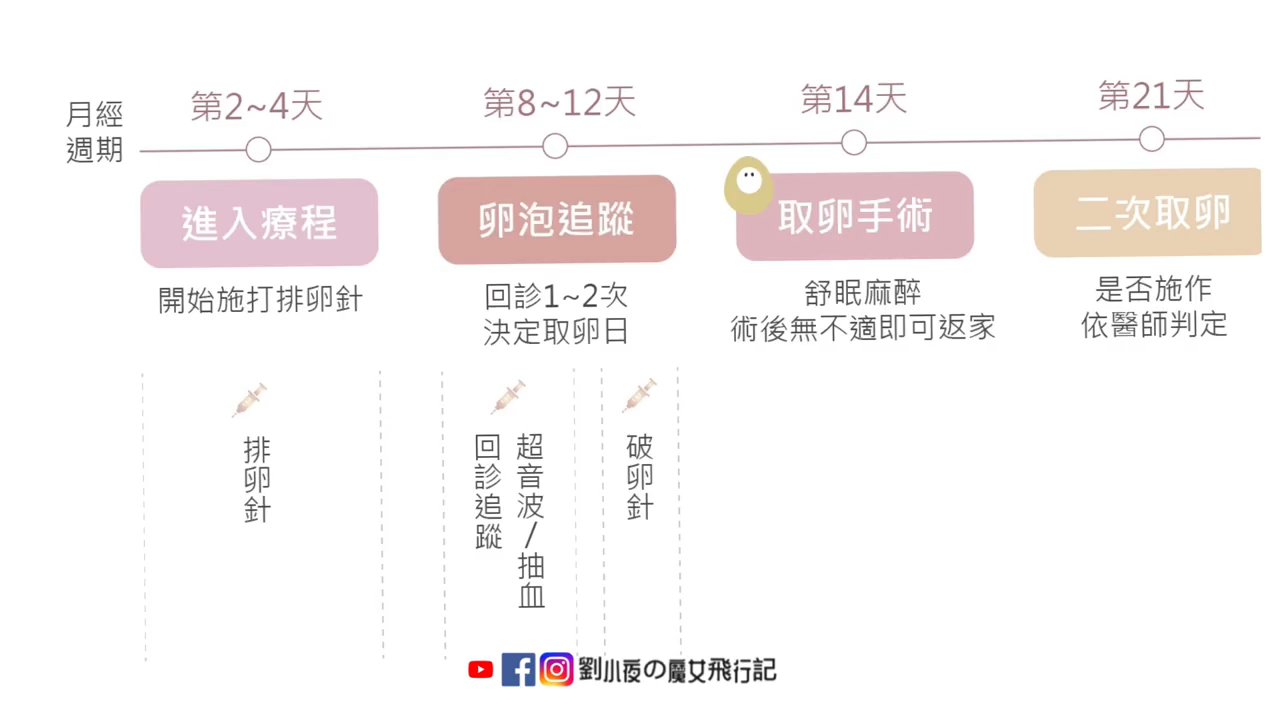 月經
週期
第2~4天
第8~12天
第14天
第21天
進入療程
卵泡追蹤
取卵手術
二次取卵
開始施打排卵針
回診1~2次
決定取卵日
舒眠麻醉
術後無不適即可返家
是否施作
依醫師判定
排卵針
回診追蹤
超音波/抽血
破卵針
劉小夜の魔女飛行記